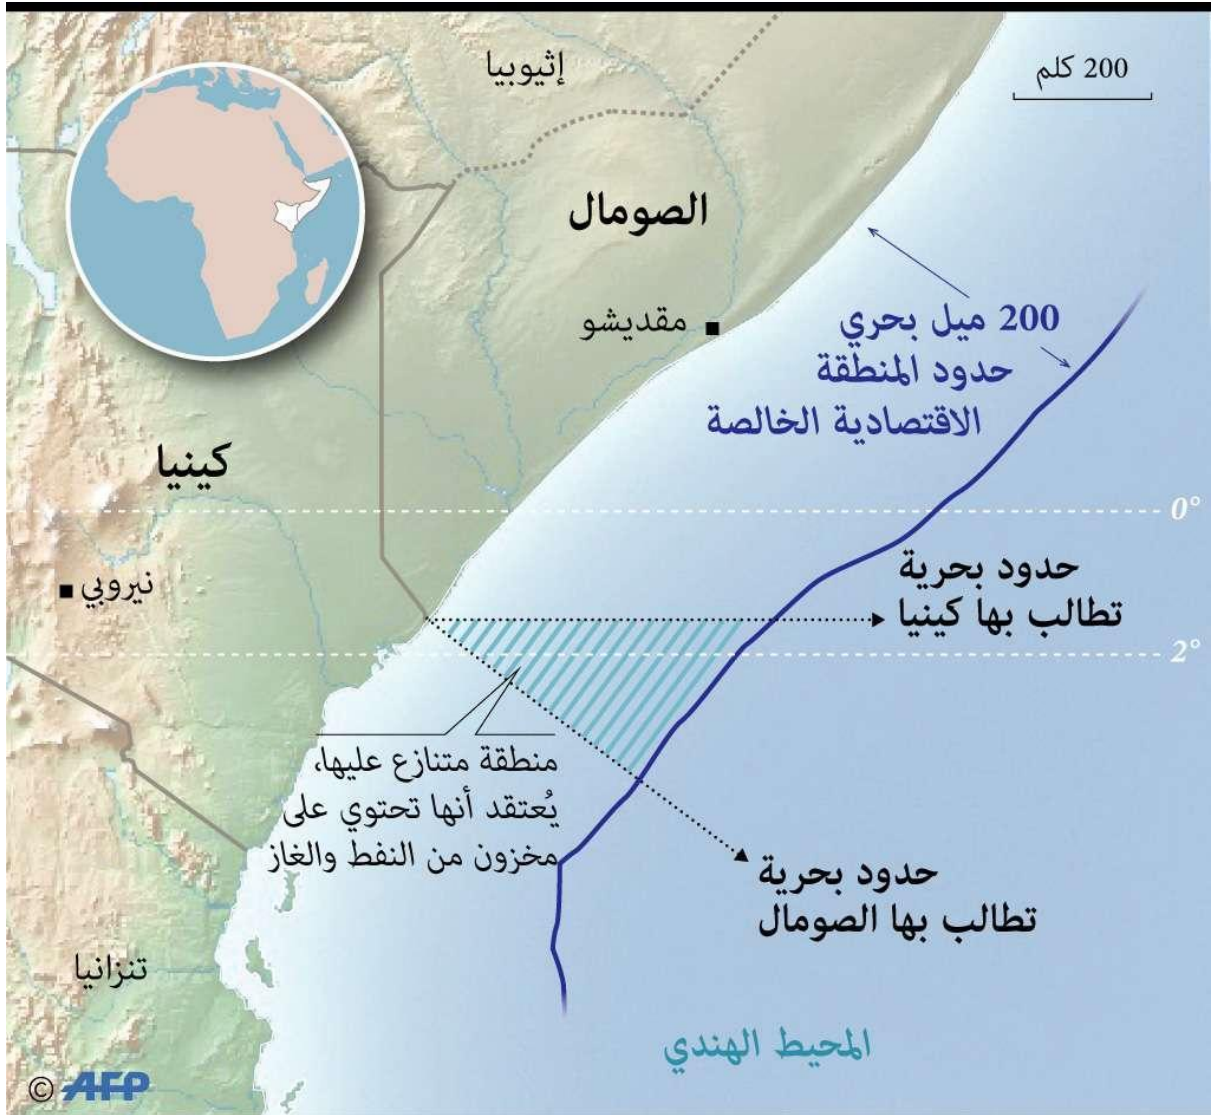 إثيوبيا
200 كلم
الصومال
مقديشو
200 ميل بحري
حدود المنطقة
الاقتصادية الخالصة
كينيا
0°
نيروبي
حدود بحرية
تطالب بها كينيا
2°
منطقة متنازع عليها،
يُعتقد أنها تحتوي على
مخزون من النفط والغاز
حدود بحرية
تطالب بها الصومال
تنزانيا
المحيط الهندي
© AFP